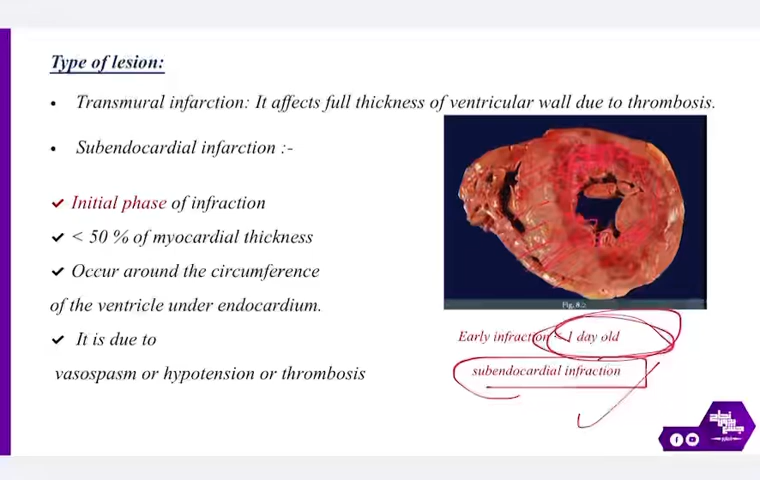 Type of lesion:
• Transmural infarction: It affects full thickness of ventricular wall due to thrombosis.
• Subendocardial infarction :-
✓ Initial phase of infraction
✓ < 50 % of myocardial thickness
✓ Occur around the circumference
of the ventricle under endocardium.
✓ It is due to
vasospasm or hypotension or thrombosis
Fig. 8.2
Early infraction < 1 day old
subendocardial infraction